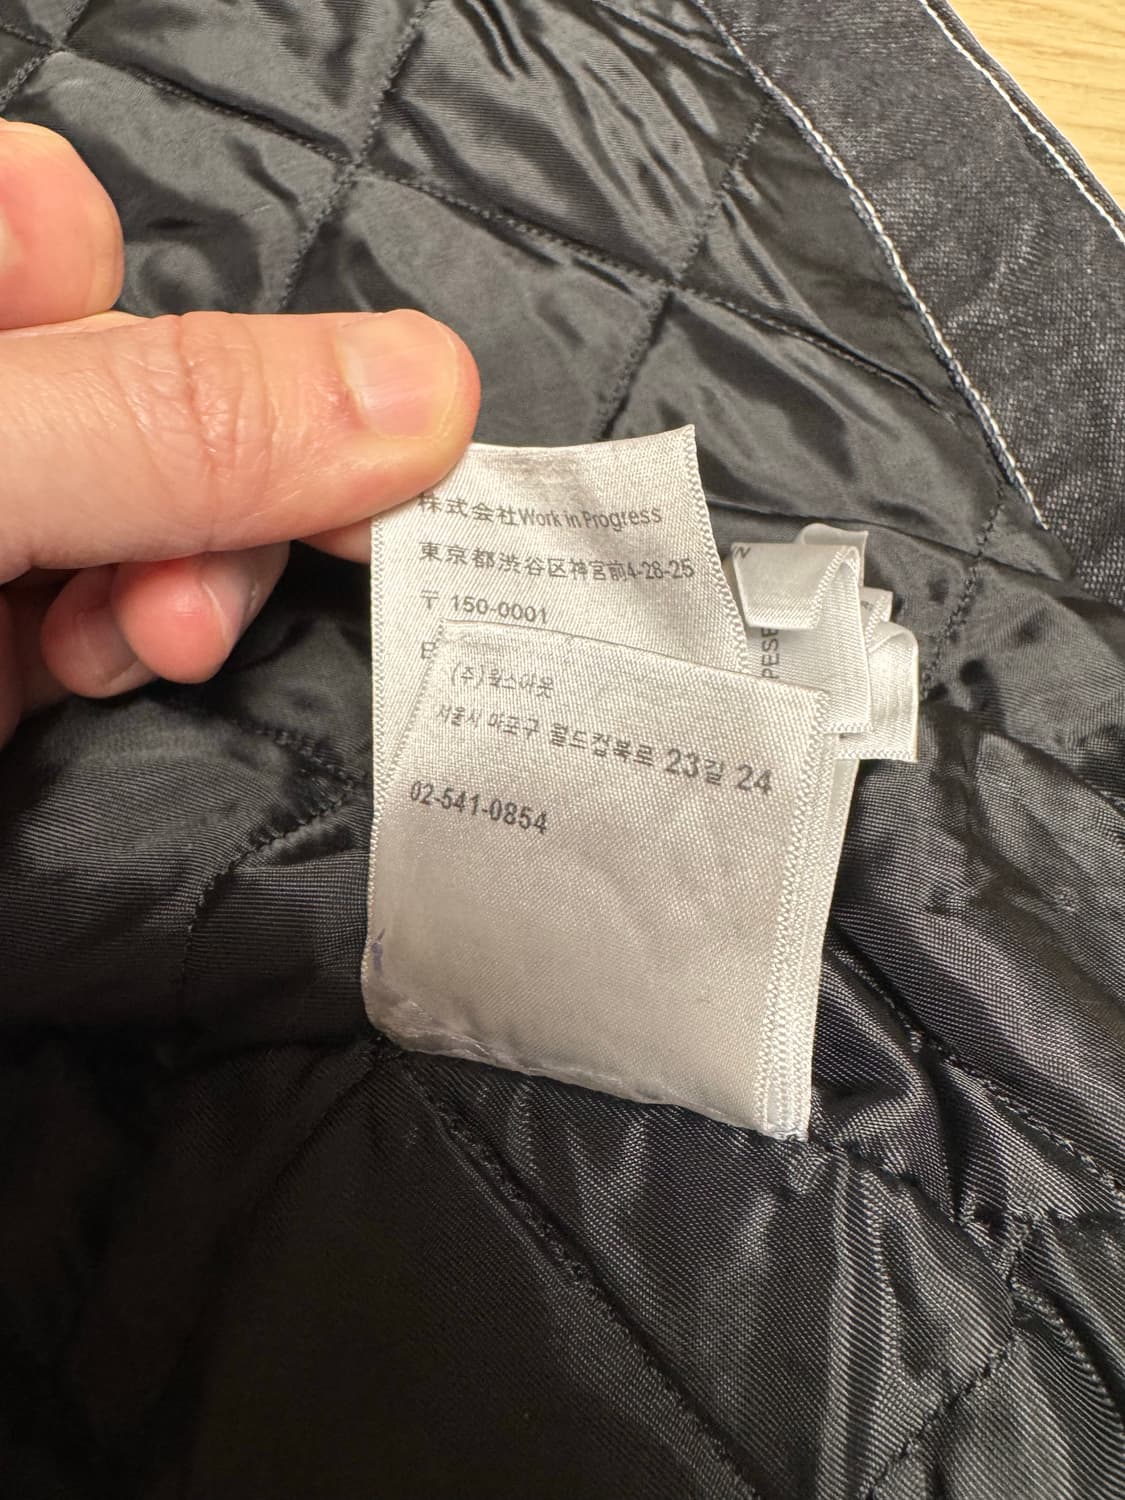 株式会社Work in Progress
東京都渋谷区神宮前4-28-25
〒 150-0001
(주)웍스아웃
서울시 마포구 월드컵북로 23길 24
02-541-0854